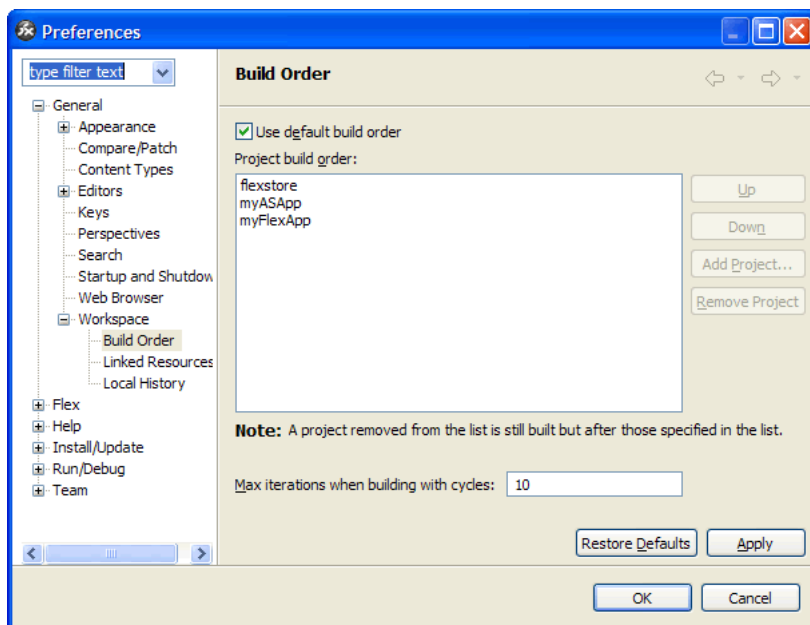 Preferences
type filter text
General
Appearance
Compare/Patch
Content Types
Editors
Keys
Perspectives
Search
Startup and Shutdow
Web Browser
Workspace
Build Order
Linked Resources
Local History
Flex
Help
Install/Update
Run/Debug
Team
Build Order
Use default build order
Project build order:
flexstore
myASApp
myFlexApp
Up
Down
Add Project...
Remove Project
Note: A project removed from the list is still built but after those specified in the list.
Max iterations when building with cycles: 10
Restore Defaults Apply
OK Cancel